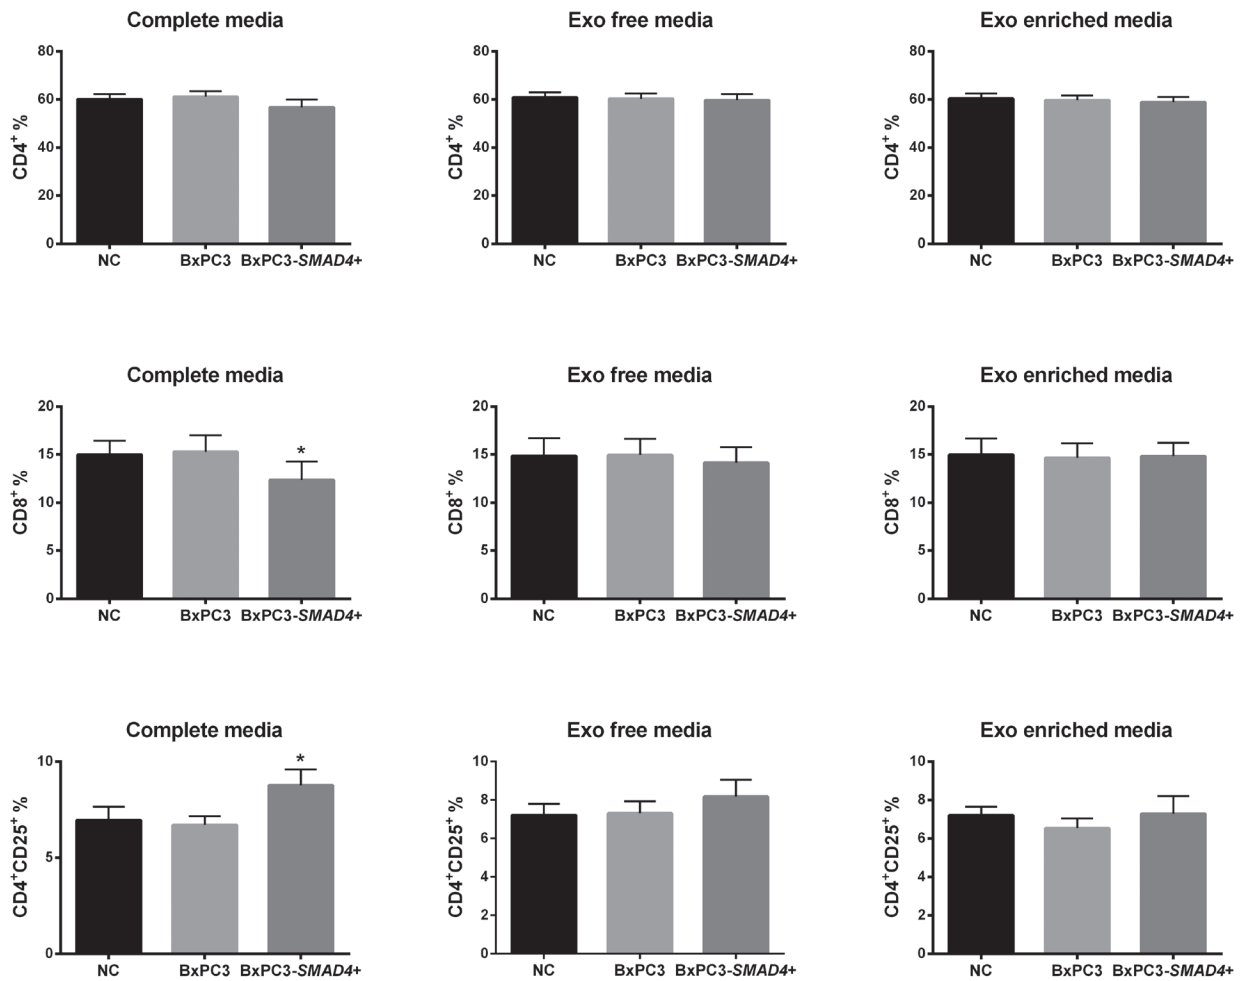 Complete media
Exo free media
Exo enriched media
80
60
40
20
0
CD4⁺ %
NC
BxPC3
BxPC3-SMAD4+
80
60
40
20
0
CD4⁺ %
NC
BxPC3
BxPC3-SMAD4+
80
60
40
20
0
CD4⁺ %
NC
BxPC3
BxPC3-SMAD4+
Complete media
Exo free media
Exo enriched media
20
15
10
5
0
CD8⁺ %
*
NC
BxPC3
BxPC3-SMAD4+
20
15
10
5
0
CD8⁺ %
NC
BxPC3
BxPC3-SMAD4+
20
15
10
5
0
CD8⁺ %
NC
BxPC3
BxPC3-SMAD4+
Complete media
Exo free media
Exo enriched media
10
5
0
CD4⁺CD25⁺ %
*
NC
BxPC3
BxPC3-SMAD4+
10
8
6
4
2
0
CD4⁺CD25⁺ %
NC
BxPC3
BxPC3-SMAD4+
10
8
6
4
2
0
CD4⁺CD25⁺ %
NC
BxPC3
BxPC3-SMAD4+